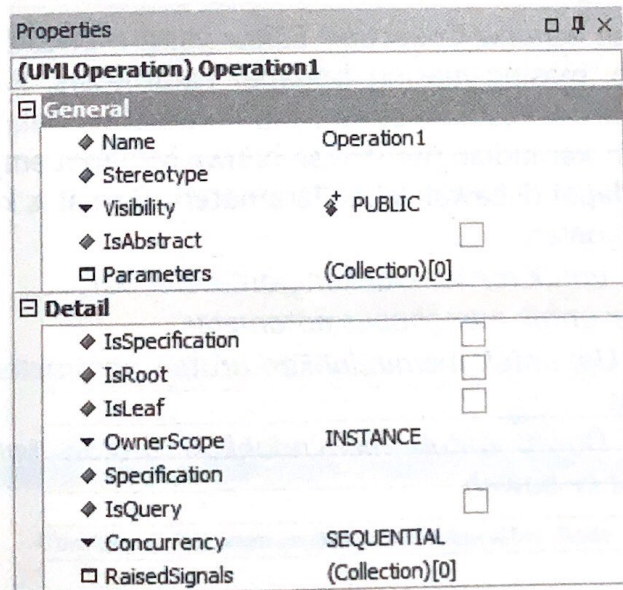 Properties
(UMLOperation) Operation1
General
Name Operation1
Stereotype
Visibility PUBLIC
IsAbstract
Parameters (Collection)[0]
Detail
IsSpecification
IsRoot
IsLeaf
OwnerScope INSTANCE
Specification
IsQuery
Concurrency SEQUENTIAL
RaisedSignals (Collection)[0]